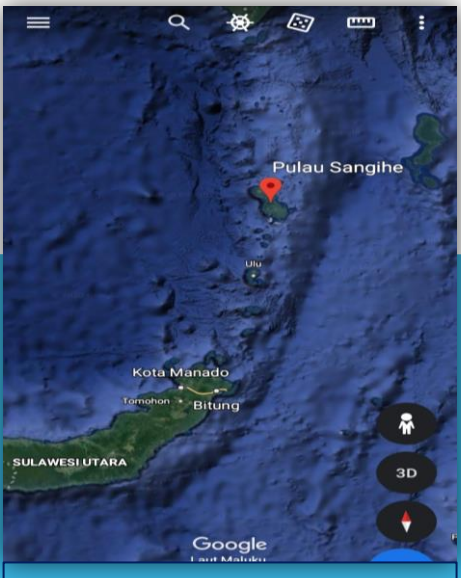 Pulau Sangihe
Ulu
Kota Manado
Tomohon
Bitung
SULAWESI UTARA
3D
Google
Laut Maluku